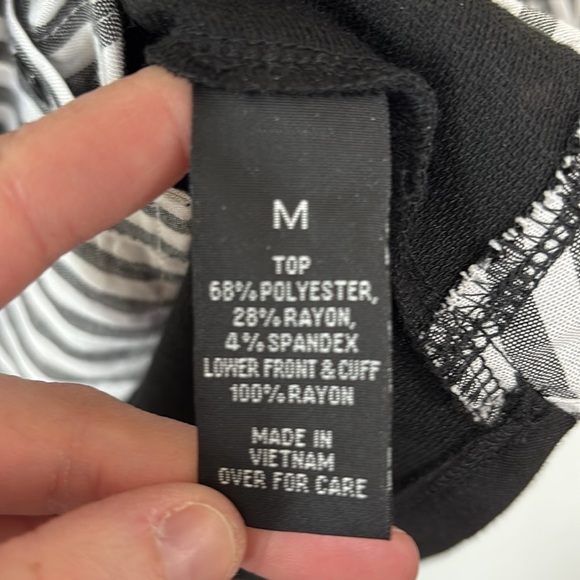 M
TOP
68% POLYESTER,
28% RAYON,
4% SPANDEX
LOWER FRONT & CUFF
100% RAYON
MADE IN
VIETNAM
OVER FOR CARE